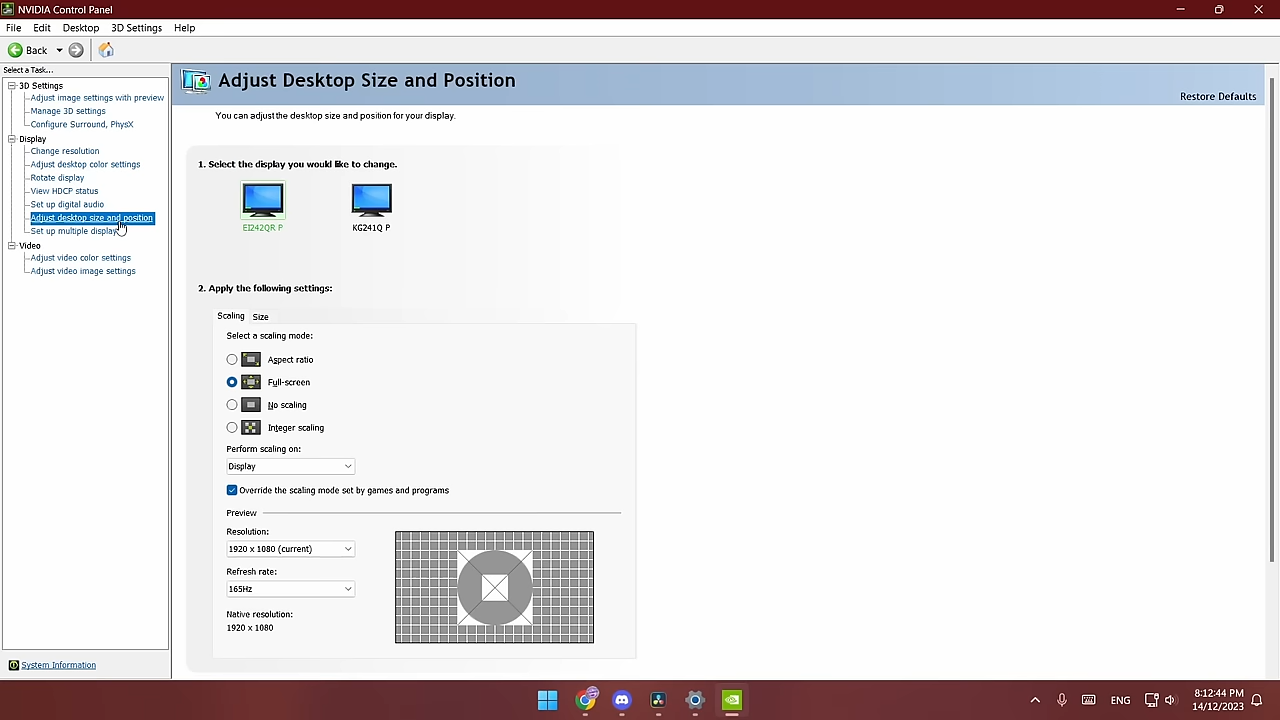 NVIDIA Control Panel
File Edit Desktop 3D Settings Help
Back
Select a Task...
3D Settings
Adjust image settings with preview
Manage 3D settings
Configure Surround, PhysX
Display
Change resolution
Adjust desktop color settings
Rotate display
View HDCP status
Set up digital audio
Adjust desktop size and position
Set up multiple displays
Video
Adjust video color settings
Adjust video image settings
System Information
Adjust Desktop Size and Position
Restore Defaults
You can adjust the desktop size and position for your display.
1. Select the display you would like to change.
EI242QR P KG241Q P
2. Apply the following settings:
Scaling Size
Select a scaling mode:
Aspect ratio
Full-screen
No scaling
Integer scaling
Perform scaling on:
Display
Override the scaling mode set by games and programs
Preview
Resolution:
1920 x 1080 (current)
Refresh rate:
165Hz
Native resolution:
1920 x 1080
ENG
8:12:44 PM
14/12/2023